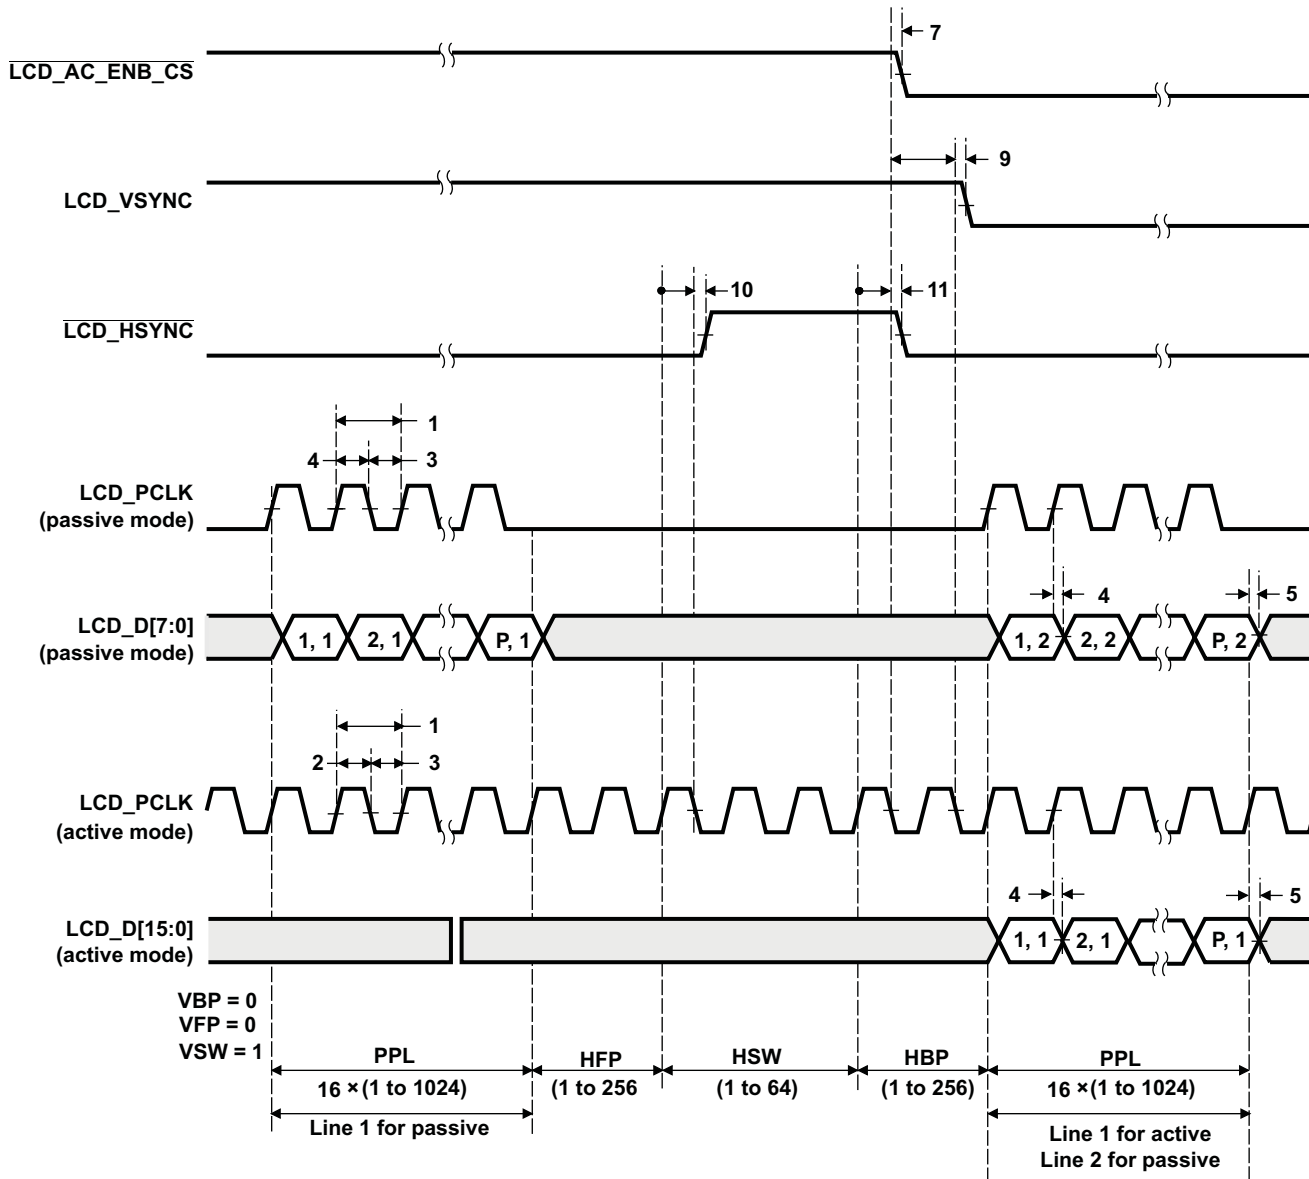 7
LCD_AC_ENB_CS
9
LCD_VSYNC
10
11
LCD_HSYNC
1
4
3
LCD_PCLK
(passive mode)
4
5
LCD_D[7:0]
(passive mode)
1, 1
2, 1
P, 1
1, 2
2, 2
P, 2
1
2
3
LCD_PCLK
(active mode)
4
5
LCD_D[15:0]
(active mode)
1, 1
2, 1
P, 1
VBP = 0
VFP = 0
VSW = 1
PPL
16 × (1 to 1024)
Line 1 for passive
HFP
(1 to 256
HSW
(1 to 64)
HBP
(1 to 256)
PPL
16 × (1 to 1024)
Line 1 for active
Line 2 for passive